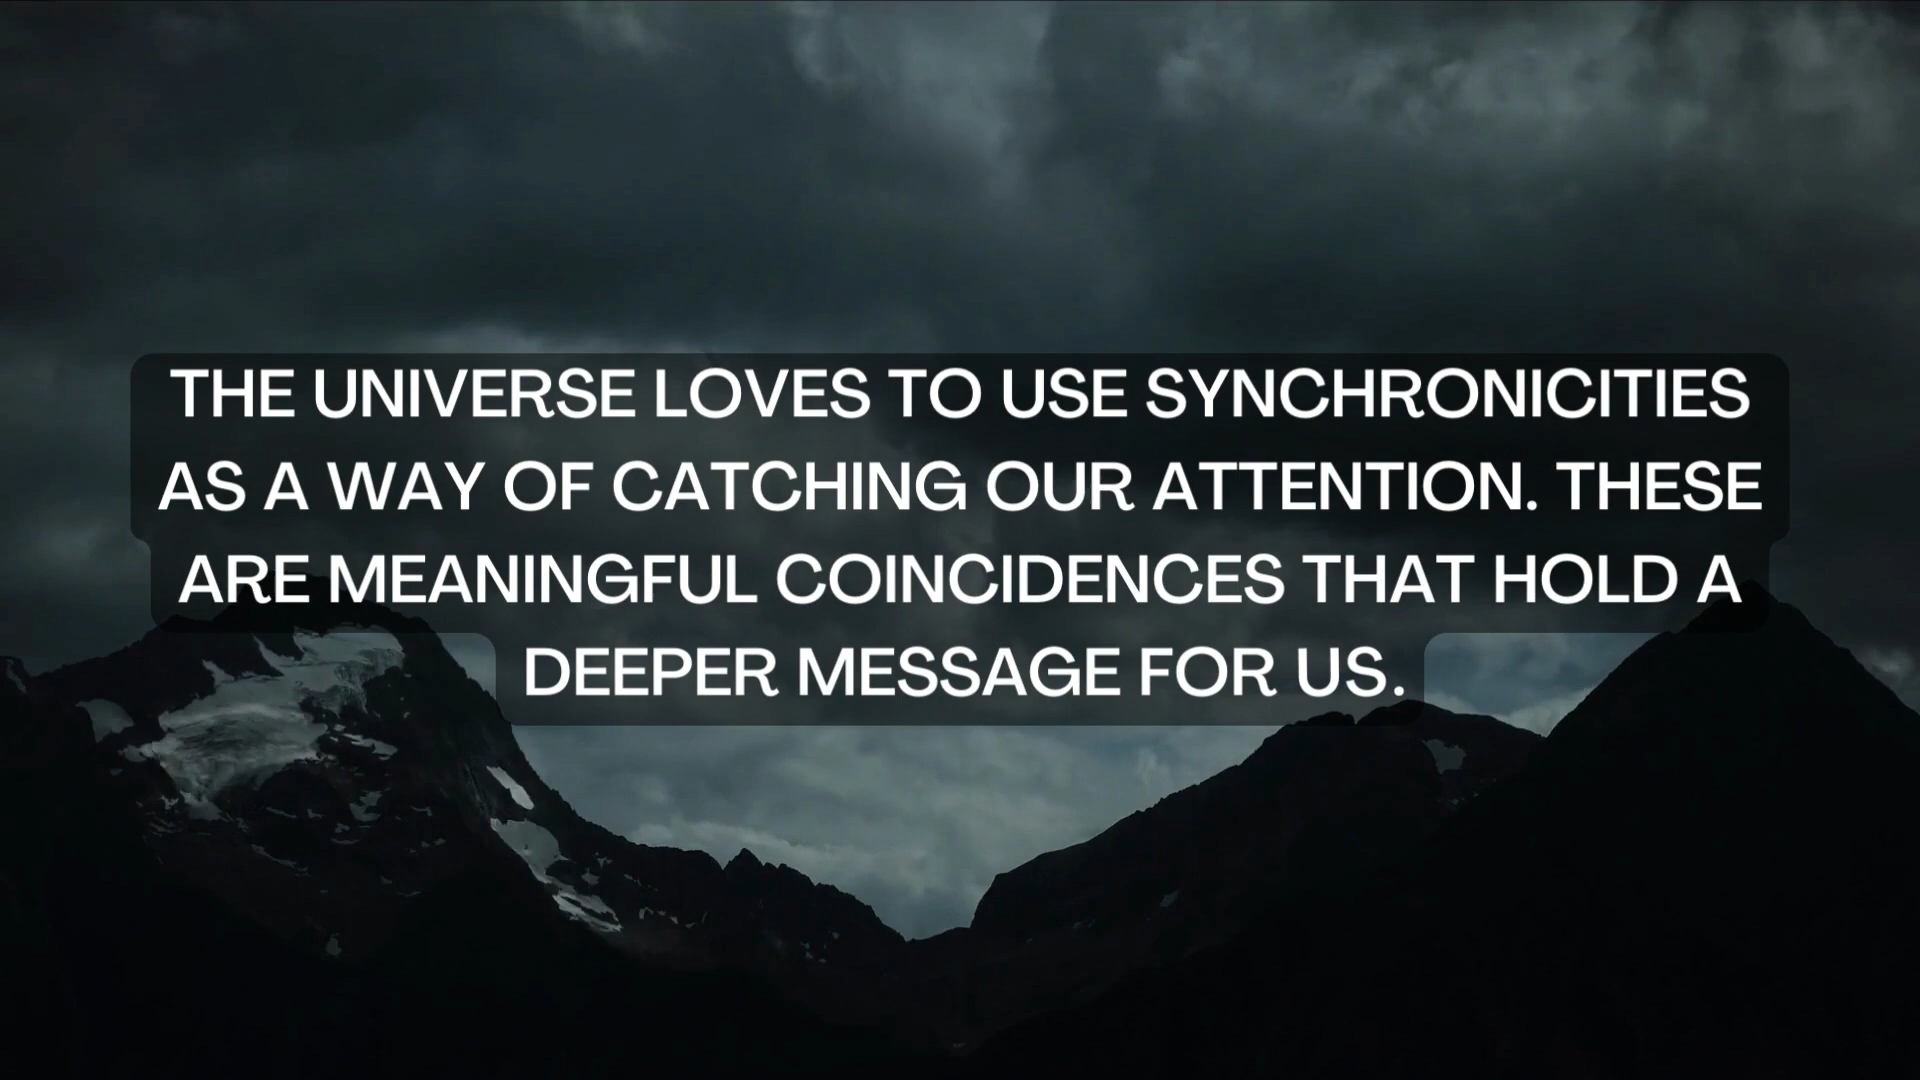 THE UNIVERSE LOVES TO USE SYNCHRONICITIES
AS A WAY OF CATCHING OUR ATTENTION. THESE
ARE MEANINGFUL COINCIDENCES THAT HOLD A
DEEPER MESSAGE FOR US.